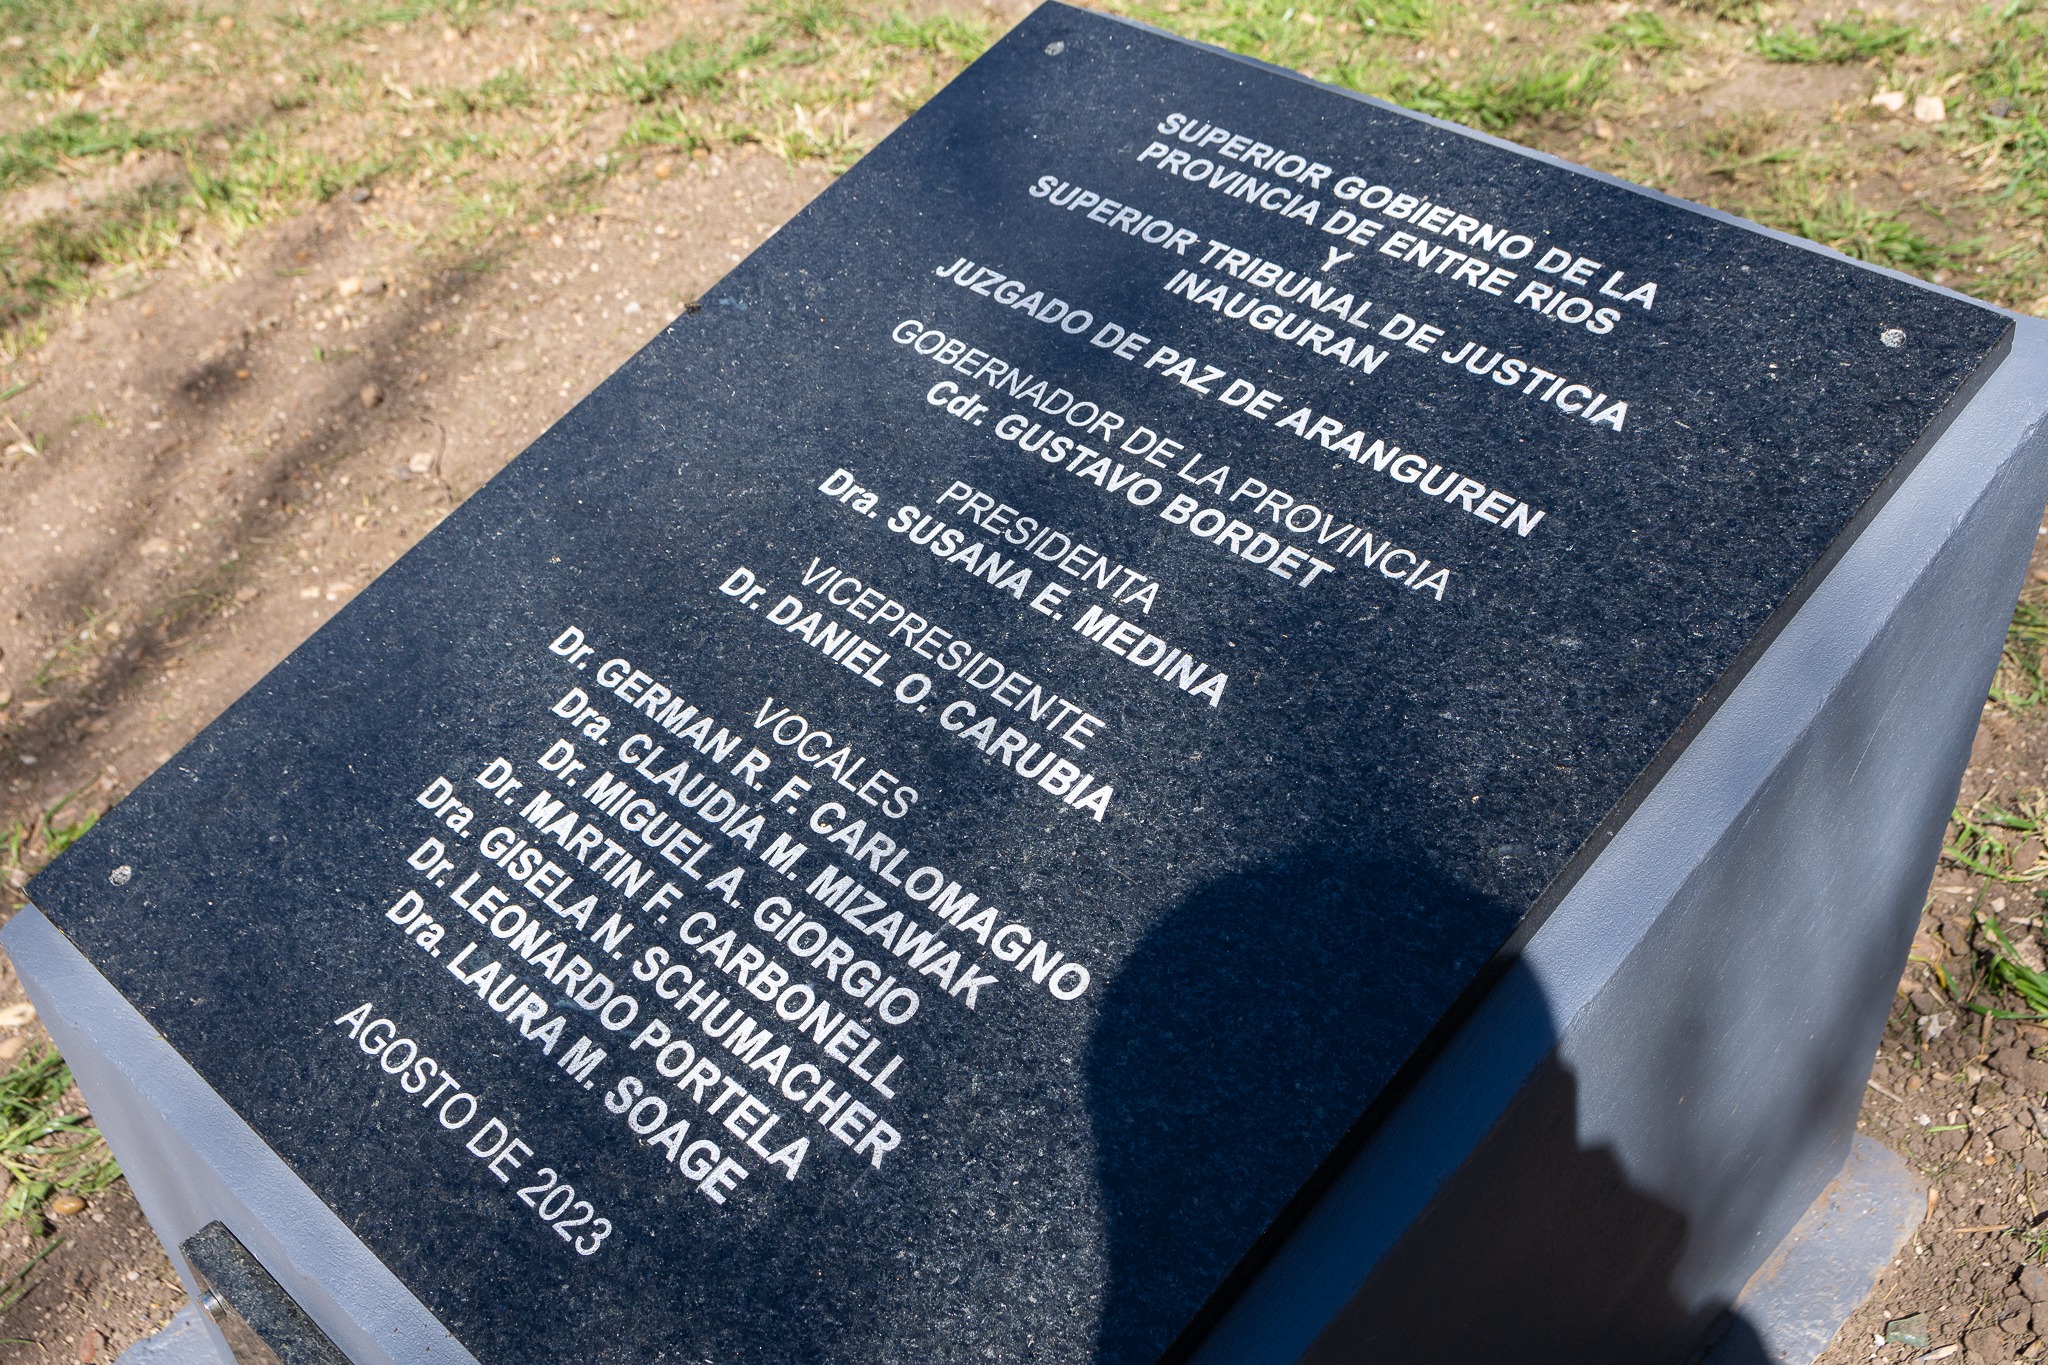 SUPERIOR GOBIERNO DE LA
PROVINCIA DE ENTRE RIOS
Y
SUPERIOR TRIBUNAL DE JUSTICIA
INAUGURAN
JUZGADO DE PAZ DE ARANGUREN
GOBERNADOR DE LA PROVINCIA
Cdr. GUSTAVO BORDET
PRESIDENTA
Dra. SUSANA E. MEDINA
VICEPRESIDENTE
Dr. DANIEL O. CARUBIA
VOCALES
Dr. GERMAN R. F. CARLOMAGNO
Dra. CLAUDIA M. MIZAWAK
Dr. MIGUEL A. GIORGIO
Dr. MARTIN F. CARBONELL
Dra. GISELA N. SCHUMACHER
Dr. LEONARDO PORTELA
Dra. LAURA M. SOAGE
AGOSTO DE 2023